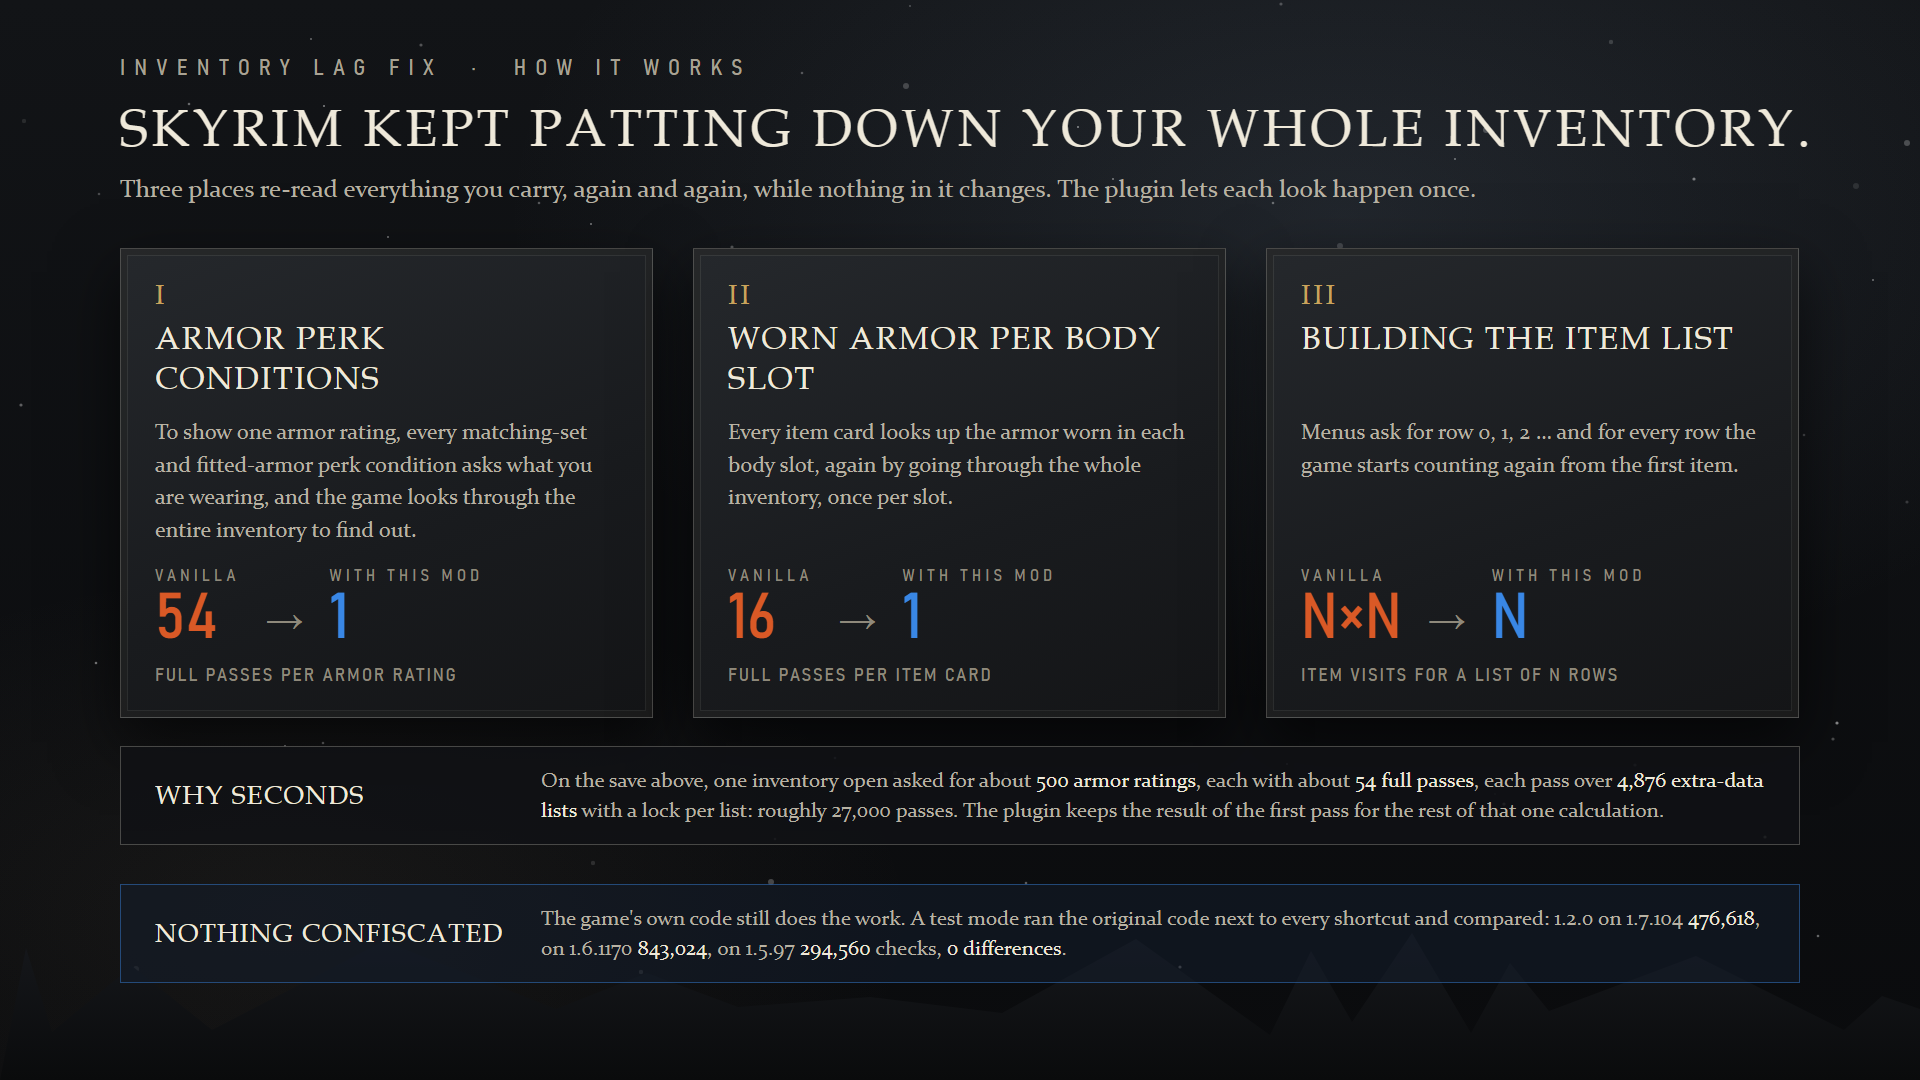 INVENTORY LAG FIX · HOW IT WORKS
SKYRIM KEPT PATTING DOWN YOUR WHOLE INVENTORY.
Three places re-read everything you carry, again and again, while nothing in it changes. The plugin lets each look happen once.
I
ARMOR PERK
CONDITIONS
To show one armor rating, every matching-set
and fitted-armor perk condition asks what you
are wearing, and the game looks through the
entire inventory to find out.
VANILLA
WITH THIS MOD
54 → 1
FULL PASSES PER ARMOR RATING
II
WORN ARMOR PER BODY
SLOT
Every item card looks up the armor worn in each
body slot, again by going through the whole
inventory, once per slot.
VANILLA
WITH THIS MOD
16 → 1
FULL PASSES PER ITEM CARD
III
BUILDING THE ITEM LIST
Menus ask for row 0, 1, 2 ... and for every row the
game starts counting again from the first item.
VANILLA
WITH THIS MOD
N×N → N
ITEM VISITS FOR A LIST OF N ROWS
WHY SECONDS
On the save above, one inventory open asked for about 500 armor ratings, each with about 54 full passes, each pass over 4,876 extra-data
lists with a lock per list: roughly 27,000 passes. The plugin keeps the result of the first pass for the rest of that one calculation.
NOTHING CONFISCATED
The game's own code still does the work. A test mode ran the original code next to every shortcut and compared: 1.2.0 on 1.7.104 476,618,
on 1.6.1170 843,024, on 1.5.97 294,560 checks, 0 differences.